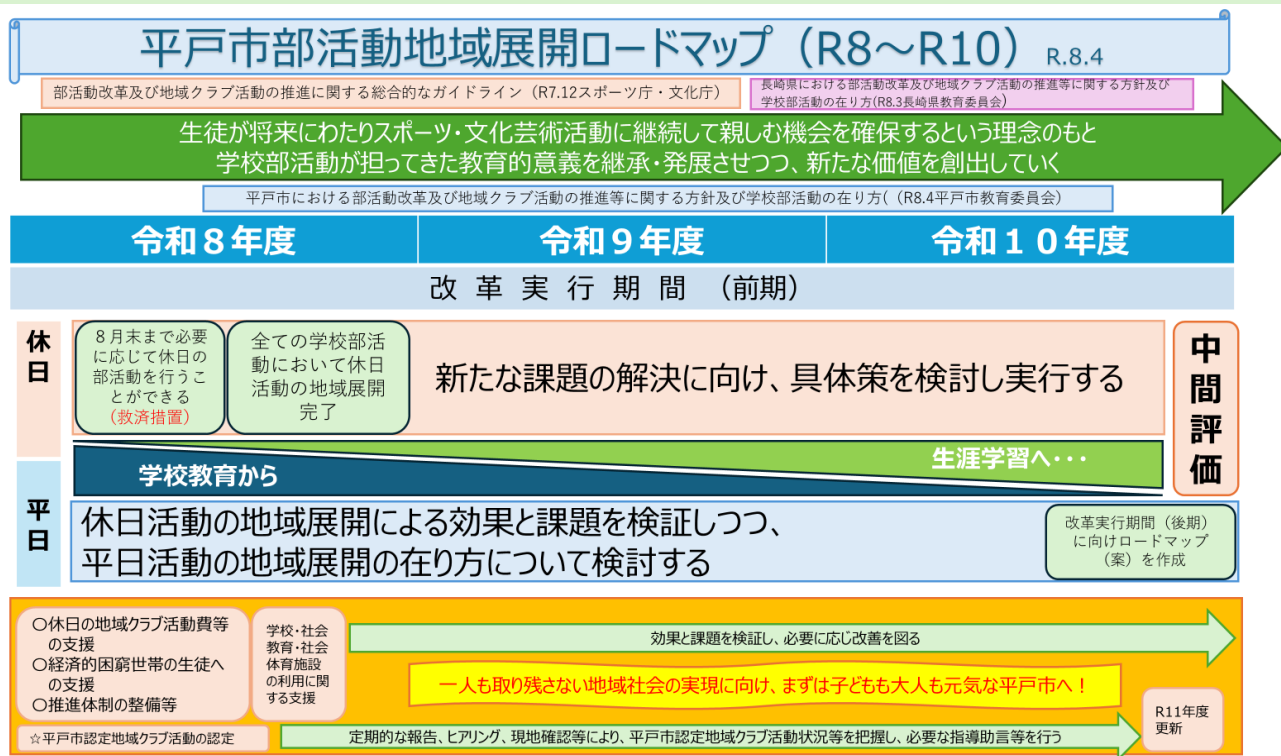 平戸市部活動地域展開ロードマップ（R8～R10） R.8.4
部活動改革及び地域クラブ活動の推進に関する総合的なガイドライン（R7.12スポーツ庁・文化庁）
長崎県における部活動改革及び地域クラブ活動の推進等に関する方針及び
学校部活動の在り方(R8.3長崎県教育委員会)
生徒が将来にわたりスポーツ・文化芸術活動に継続して親しむ機会を確保するという理念のもと
学校部活動が担ってきた教育的意義を継承・発展させつつ、新たな価値を創出していく
平戸市における部活動改革及び地域クラブ活動の推進等に関する方針及び学校部活動の在り方(（R8.4平戸市教育委員会）
令和８年度
令和９年度
令和１０年度
改革実行期間（前期）
休日
８月末まで必要
に応じて休日の
部活動を行うこ
とができる
（救済措置）
全ての学校部活
動において休日
活動の地域展開
完了
新たな課題の解決に向け、具体策を検討し実行する
中間評価
学校教育から
生涯学習へ･･･
平日
休日活動の地域展開による効果と課題を検証しつつ、
平日活動の地域展開の在り方について検討する
改革実行期間（後期）
に向けロードマップ
（案）を作成
○休日の地域クラブ活動費等
の支援
○経済的困窮世帯の生徒へ
の支援
○推進体制の整備等
学校･社会
教育･社会
体育施設
の利用に関
する支援
効果と課題を検証し、必要に応じ改善を図る
一人も取り残さない地域社会の実現に向け、まずは子どもも大人も元気な平戸市へ！
R11年度
更新
☆平戸市認定地域クラブ活動の認定
定期的な報告、ヒアリング、現地確認等により、平戸市認定地域クラブ活動状況等を把握し、必要な指導助言等を行う